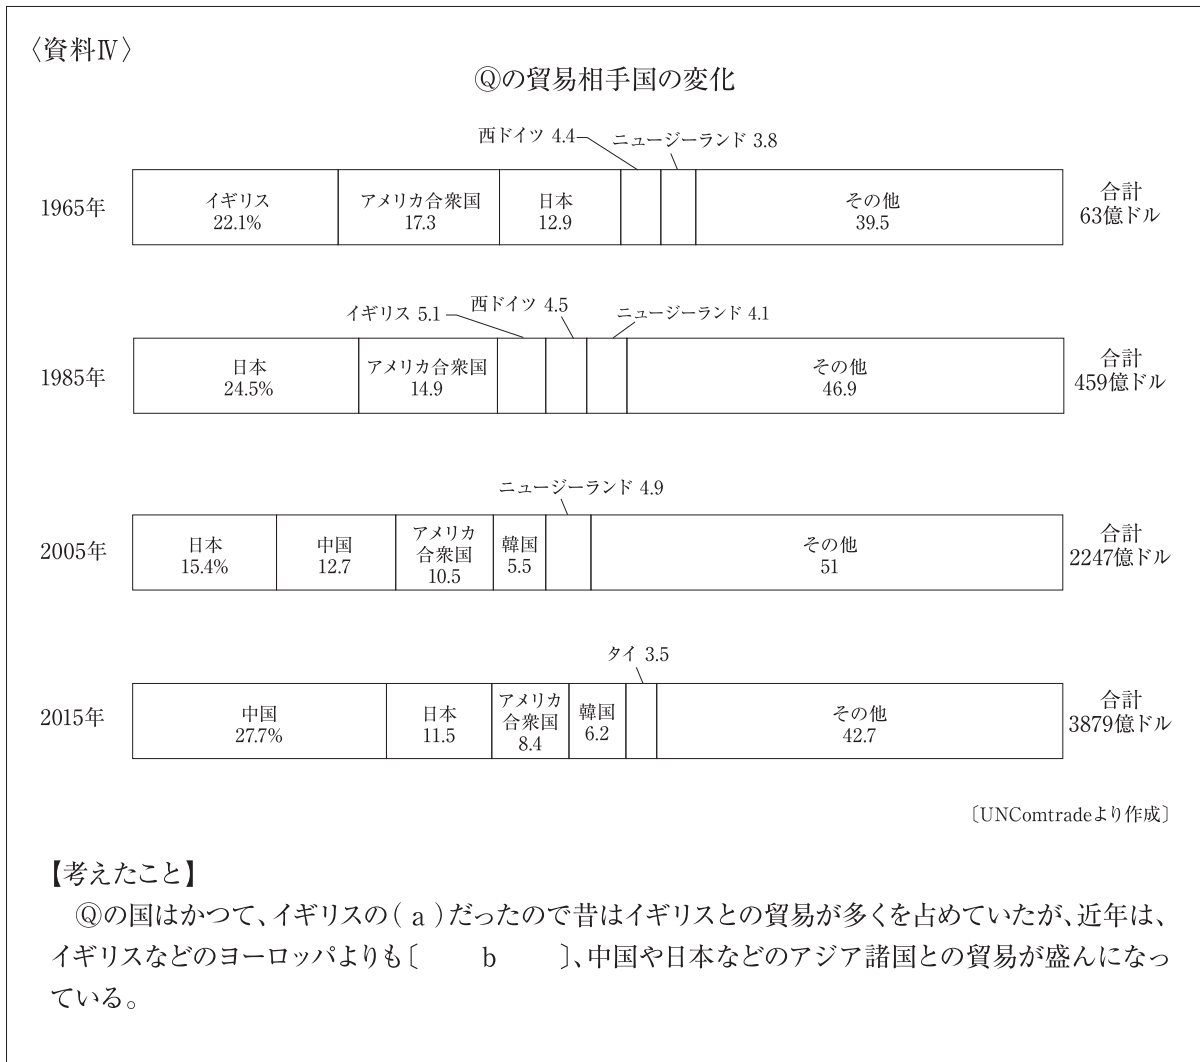 〈資料Ⅳ〉
Ⓠの貿易相手国の変化
西ドイツ 4.4
ニュージーランド 3.8
1965年
イギリス
22.1%
アメリカ合衆国
17.3
日本
12.9
その他
39.5
合計
63億ドル
イギリス 5.1
西ドイツ 4.5
ニュージーランド 4.1
1985年
日本
24.5%
アメリカ合衆国
14.9
その他
46.9
合計
459億ドル
ニュージーランド 4.9
2005年
日本
15.4%
中国
12.7
アメリカ
合衆国
10.5
韓国
5.5
その他
51
合計
2247億ドル
タイ 3.5
2015年
中国
27.7%
日本
11.5
アメリカ
合衆国
8.4
韓国
6.2
その他
42.7
合計
3879億ドル
〔UNComtradeより作成〕
【考えたこと】
Ⓠの国はかつて、イギリスの( a )だったので昔はイギリスとの貿易が多くを占めていたが、近年は、
イギリスなどのヨーロッパよりも〔 b 〕、中国や日本などのアジア諸国との貿易が盛んになっ
ている。